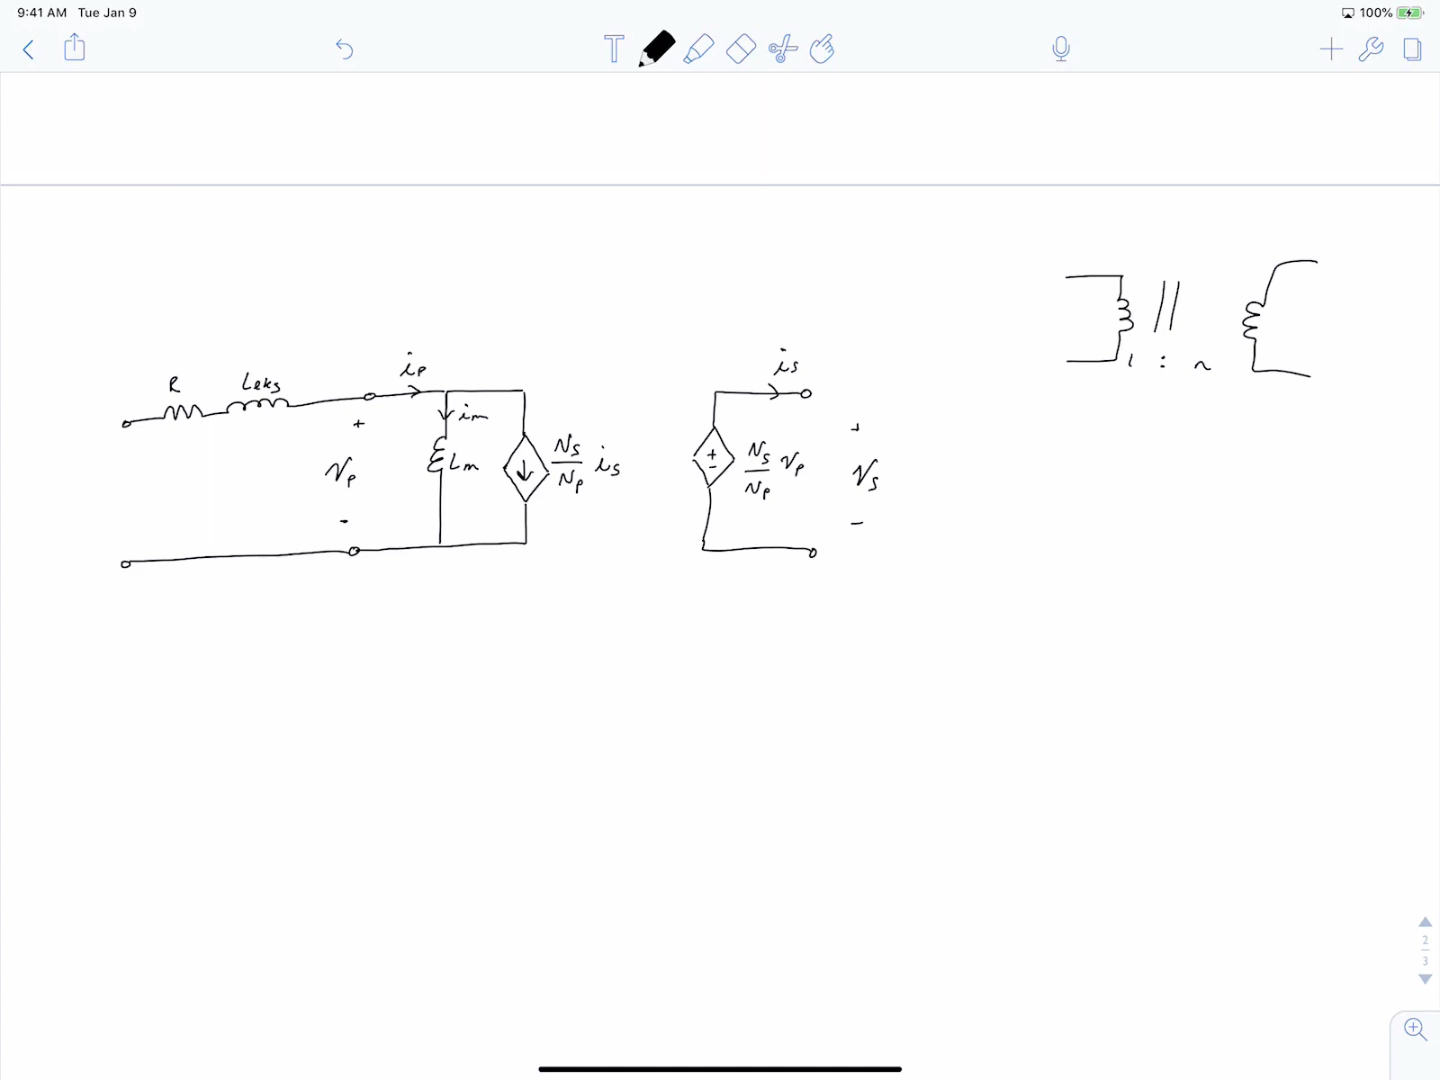 9:41 AM Tue Jan 9
100%
T
R
Leks
ip
is
+
im
+
Vp
Lm
Ns
Np
is
+
-
Ns
Np
Vp
Vs
-
-
1 : n
2
3